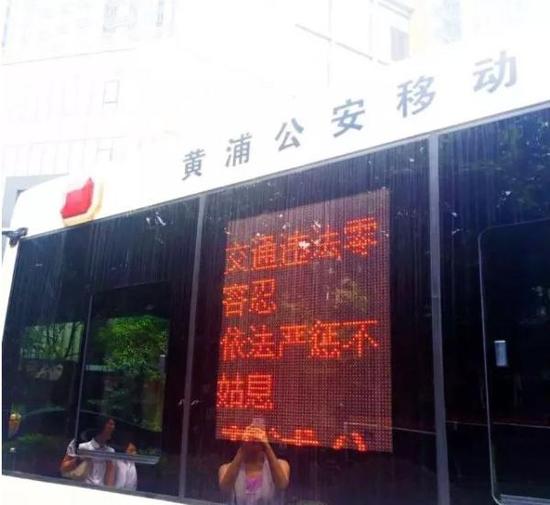 黄浦公安移动
交通违法零
容忍
依法严惩不
姑息